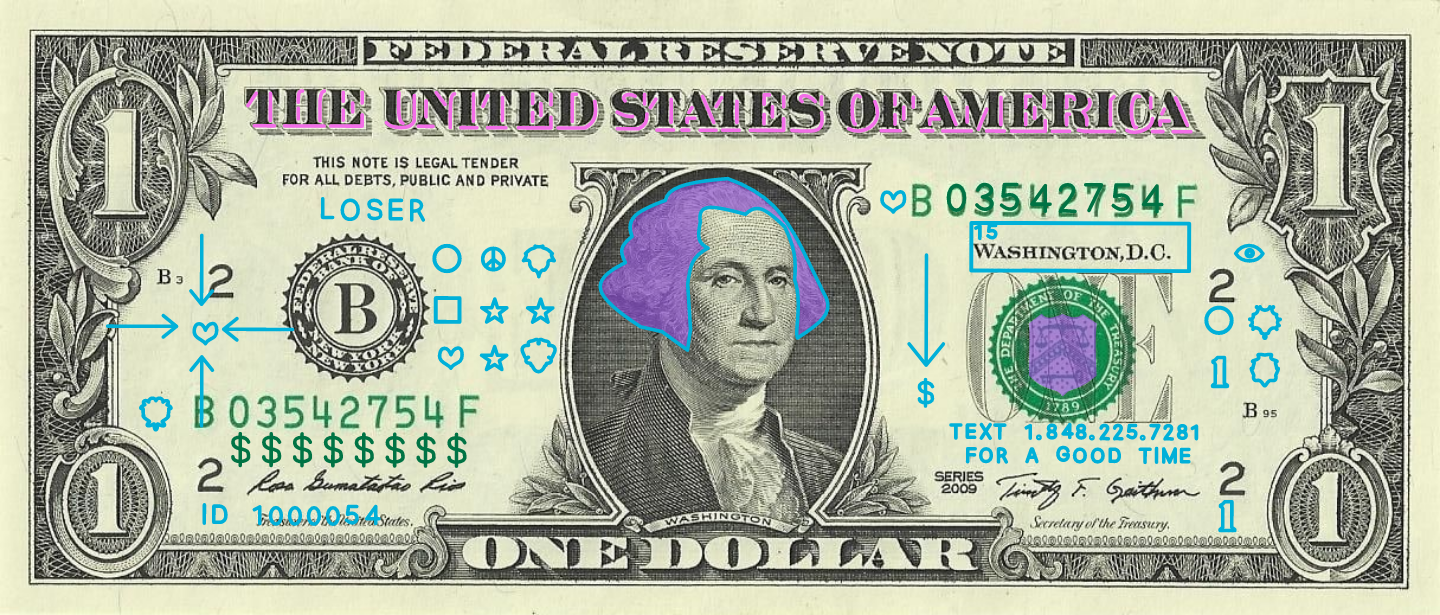 FEDERAL RESERVE NOTE
THE UNITED STATES OF AMERICA
1
1
THIS NOTE IS LEGAL TENDER
FOR ALL DEBTS, PUBLIC AND PRIVATE
LOSER
B 03542754 F
15
WASHINGTON, D.C.
B 3
2
FEDERAL RESERVE
BANK OF
B
NEW YORK
NEW YORK
2
ONE
THE DEPARTMENT OF THE TREASURY
1789
$
1
B 95
B 03542754 F
$$$$$$$$
TEXT 1.848.225.7281
FOR A GOOD TIME
2
Rosa Gumataotao Rios
SERIES
2009
Timothy F. Geithner
2
ID 1000054
Treasurer of the United States.
WASHINGTON
Secretary of the Treasury.
1
1
ONE DOLLAR
1